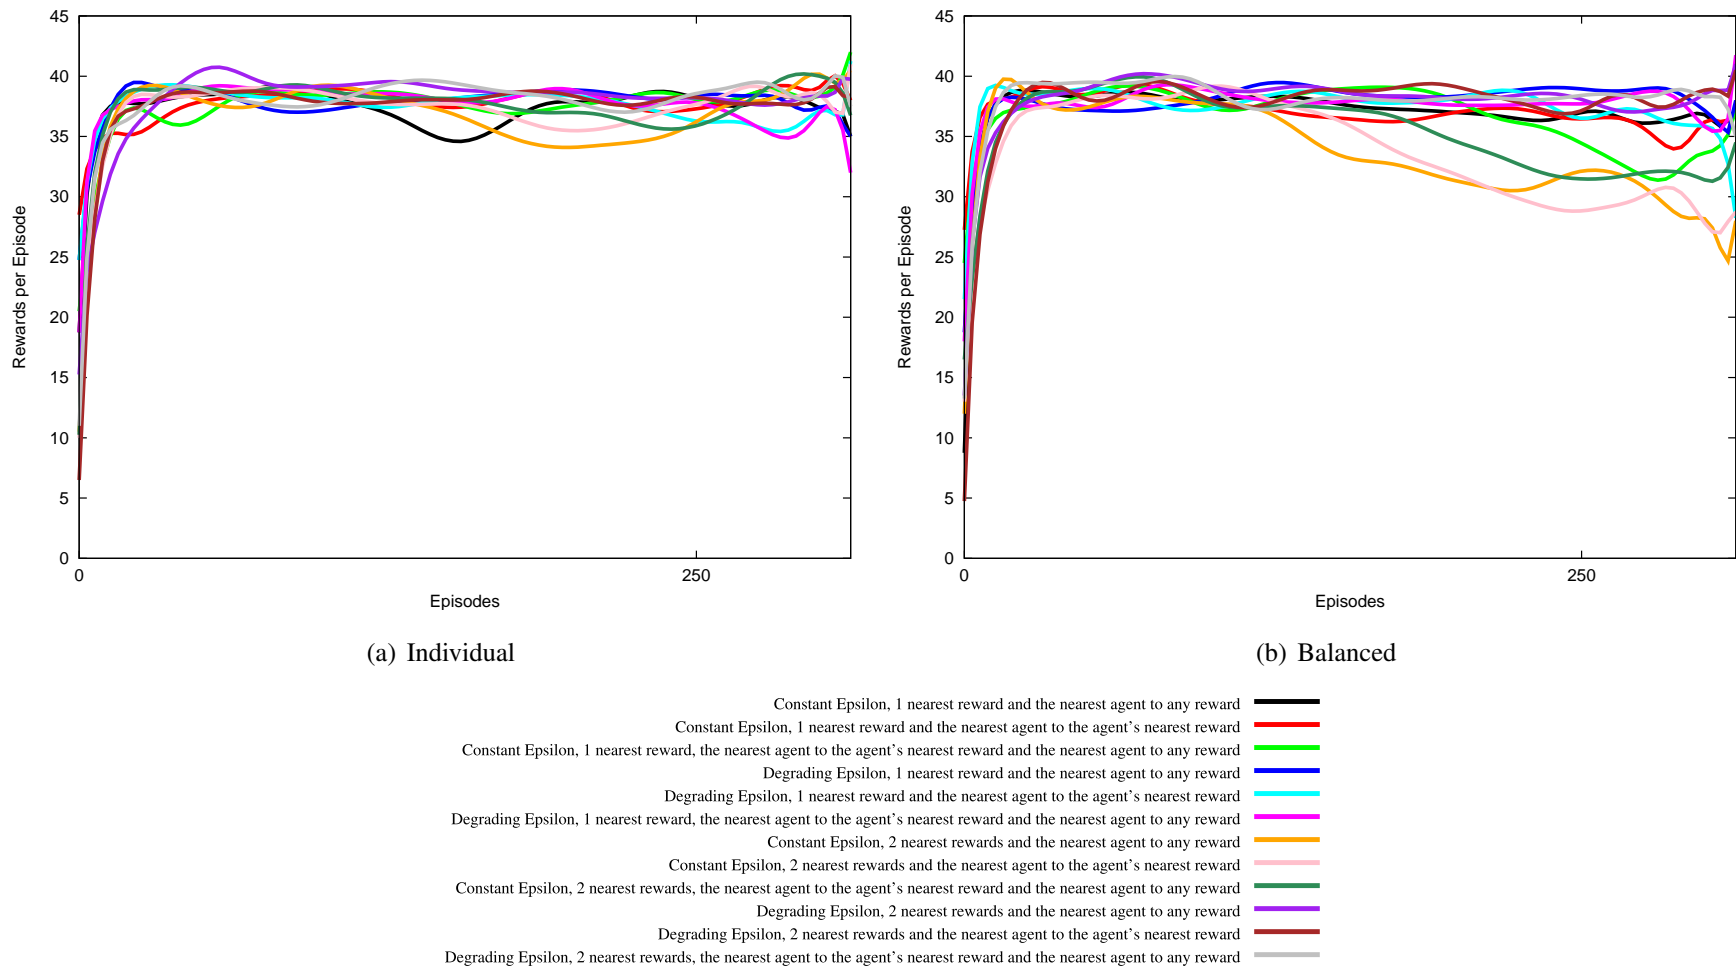 45
40
35
30
25
20
15
10
5
0
0
250
Rewards per Episode
Episodes
(a) Individual
45
40
35
30
25
20
15
10
5
0
0
250
Rewards per Episode
Episodes
(b) Balanced
Constant Epsilon, 1 nearest reward and the nearest agent to any reward
Constant Epsilon, 1 nearest reward and the nearest agent to the agent's nearest reward
Constant Epsilon, 1 nearest reward, the nearest agent to the agent's nearest reward and the nearest agent to any reward
Degrading Epsilon, 1 nearest reward and the nearest agent to any reward
Degrading Epsilon, 1 nearest reward and the nearest agent to the agent's nearest reward
Degrading Epsilon, 1 nearest reward, the nearest agent to the agent's nearest reward and the nearest agent to any reward
Constant Epsilon, 2 nearest rewards and the nearest agent to any reward
Constant Epsilon, 2 nearest rewards and the nearest agent to the agent's nearest reward
Constant Epsilon, 2 nearest rewards, the nearest agent to the agent's nearest reward and the nearest agent to any reward
Degrading Epsilon, 2 nearest rewards and the nearest agent to any reward
Degrading Epsilon, 2 nearest rewards and the nearest agent to the agent's nearest reward
Degrading Epsilon, 2 nearest rewards, the nearest agent to the agent's nearest reward and the nearest agent to any reward